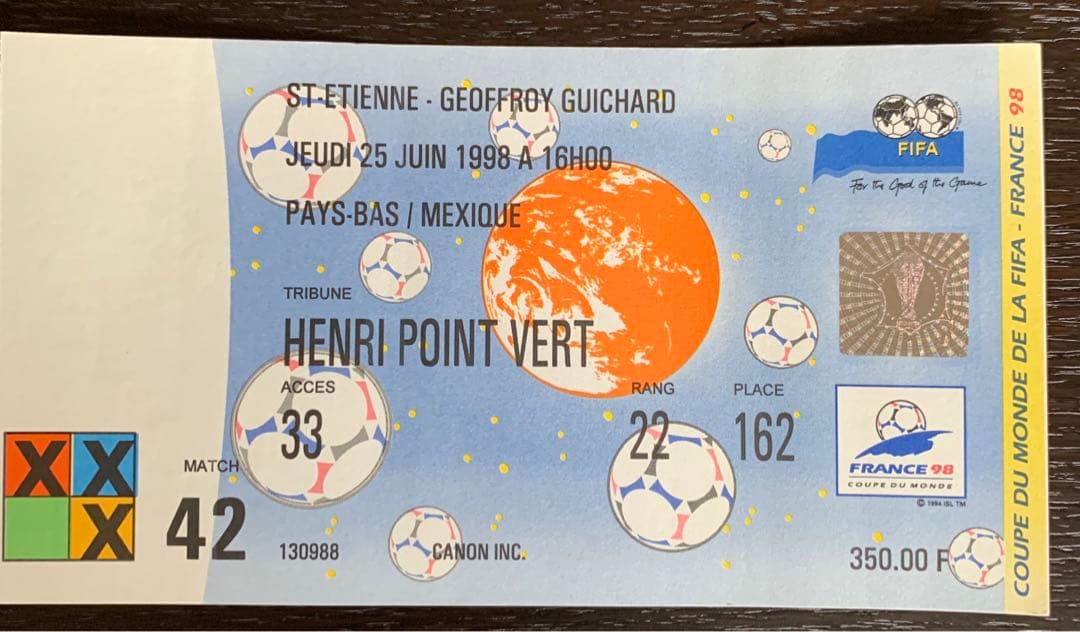 ST-ETIENNE - GEOFFROY GUICHARD
JEUDI 25 JUIN 1998 A 16H00
PAYS-BAS / MEXIQUE
TRIBUNE
HENRI POINT VERT
ACCES RANG PLACE
33 22 162
X X
X
MATCH
42
130988 CANON INC.
350.00 F
FIFA
For the Good of the Game
FRANCE 98
COUPE DU MONDE
© 1994 ISL TM
COUPE DU MONDE DE LA FIFA - FRANCE 98